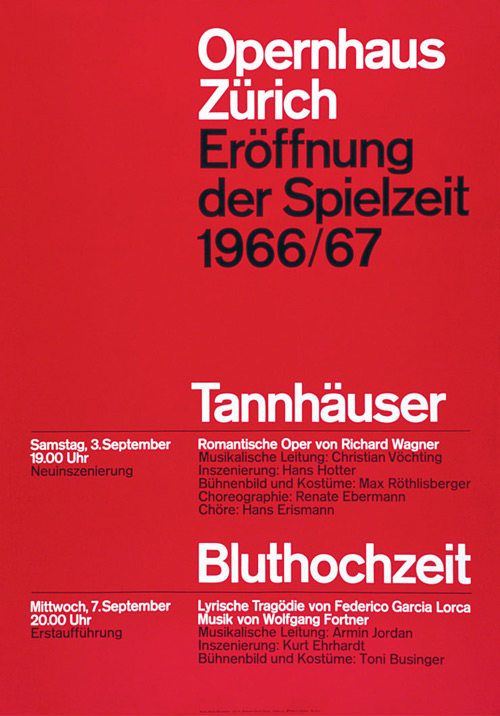 Opernhaus
Zürich
Eröffnung
der Spielzeit
1966/67
Tannhäuser
Samstag, 3. September
19.00 Uhr
Neuinszenierung
Romantische Oper von Richard Wagner
Musikalische Leitung: Christian Vöchting
Inszenierung: Hans Hotter
Bühnenbild und Kostüme: Max Röthlisberger
Choreographie: Renate Ebermann
Chöre: Hans Erismann
Bluthochzeit
Mittwoch, 7. September
20.00 Uhr
Erstaufführung
Lyrische Tragödie von Federico Garcia Lorca
Musik von Wolfgang Fortner
Musikalische Leitung: Armin Jordan
Inszenierung: Kurt Ehrhardt
Bühnenbild und Kostüme: Toni Businger